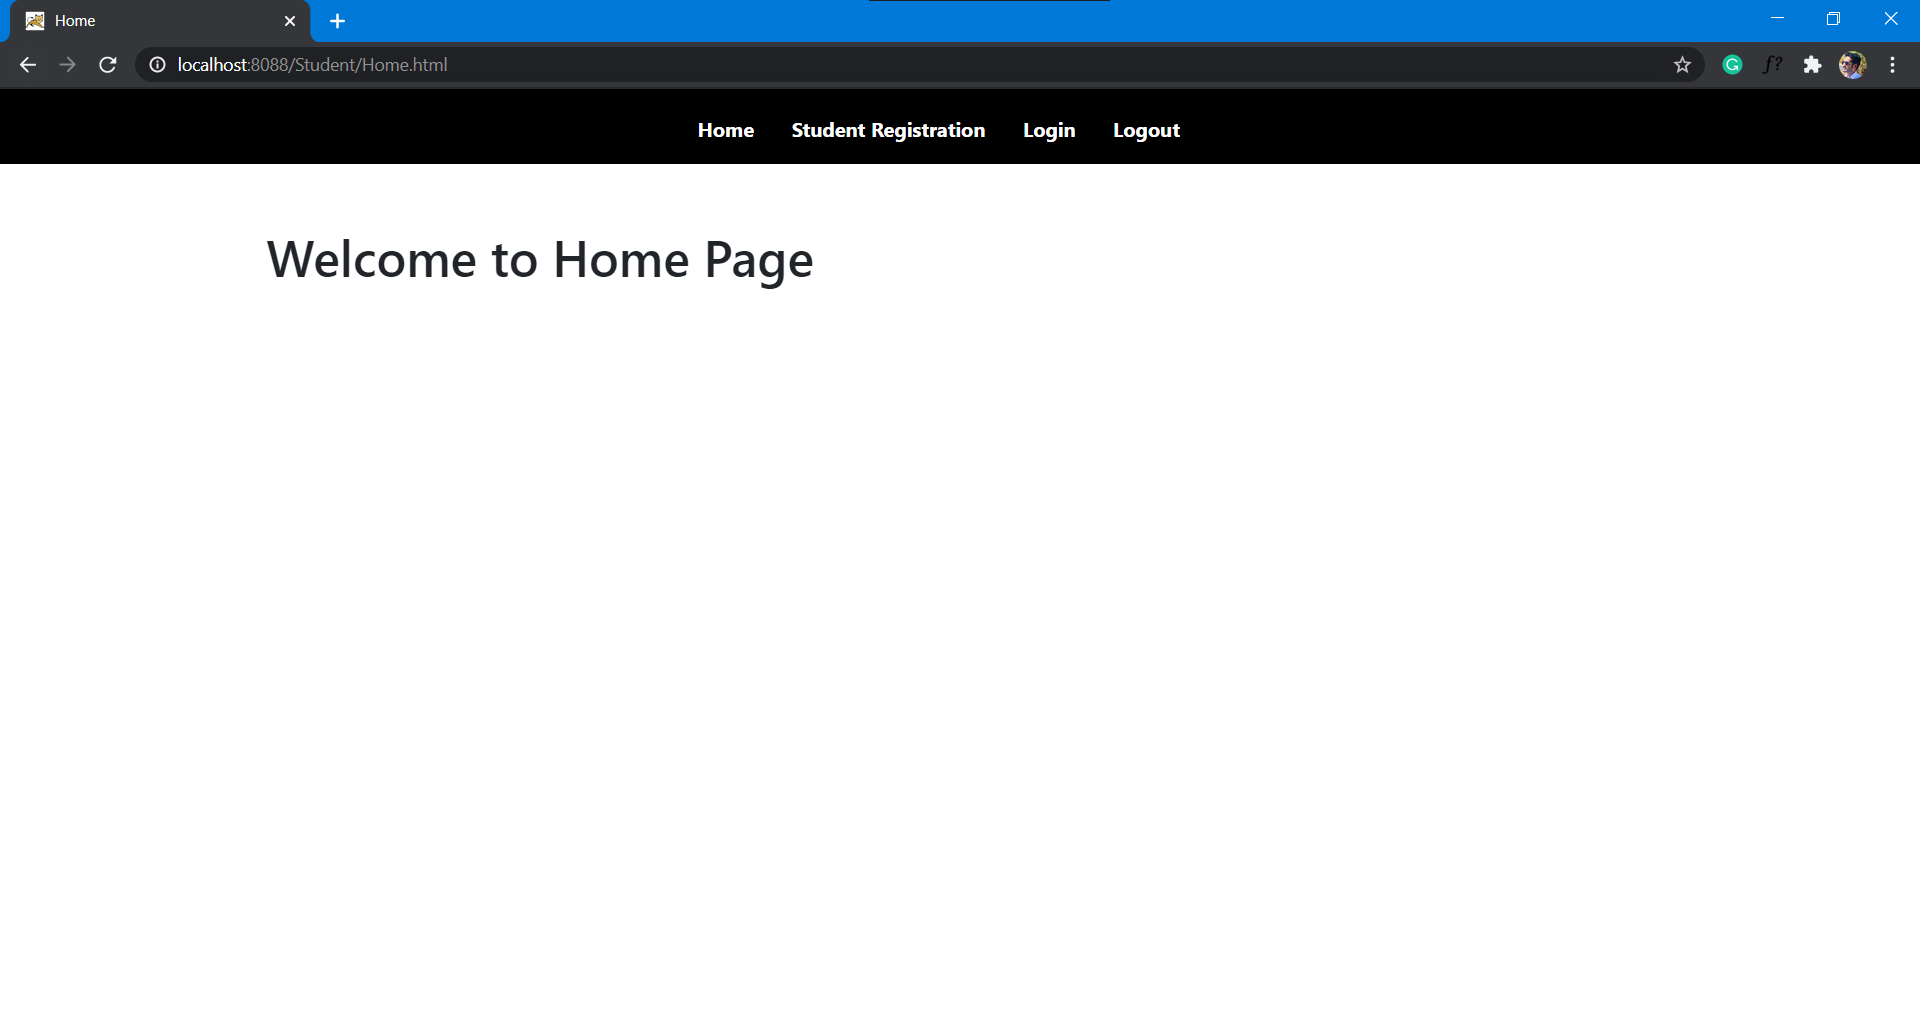 Home
localhost:8088/Student/Home.html
f?
Home Student Registration Login Logout
Welcome to Home Page